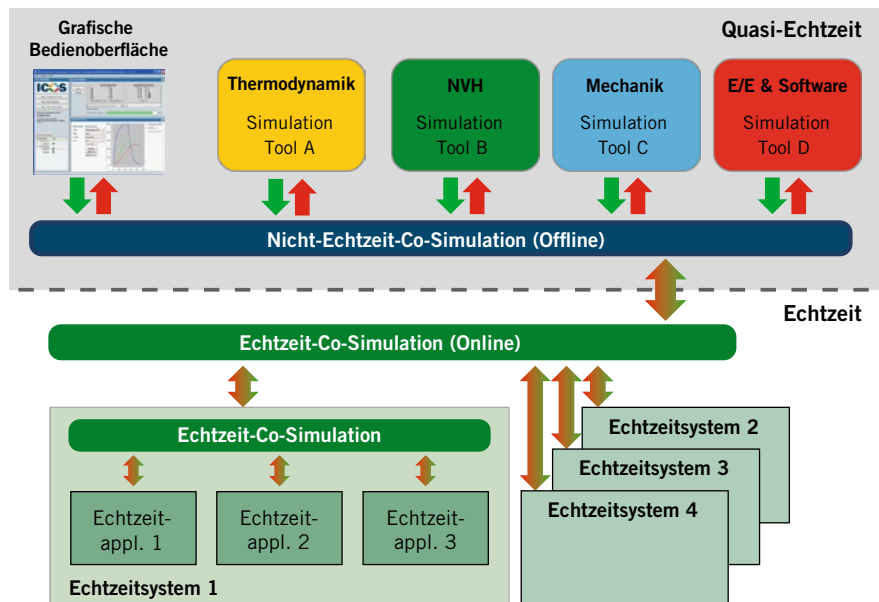 Grafische
Bedienoberfläche
Quasi-Echtzeit
ICOS
Thermodynamik
Simulation
Tool A
NVH
Simulation
Tool B
Mechanik
Simulation
Tool C
E/E & Software
Simulation
Tool D
Nicht-Echtzeit-Co-Simulation (Offline)
Echtzeit
Echtzeit-Co-Simulation (Online)
Echtzeit-Co-Simulation
Echtzeit-
appl. 1
Echtzeit-
appl. 2
Echtzeit-
appl. 3
Echtzeitsystem 1
Echtzeitsystem 2
Echtzeitsystem 3
Echtzeitsystem 4